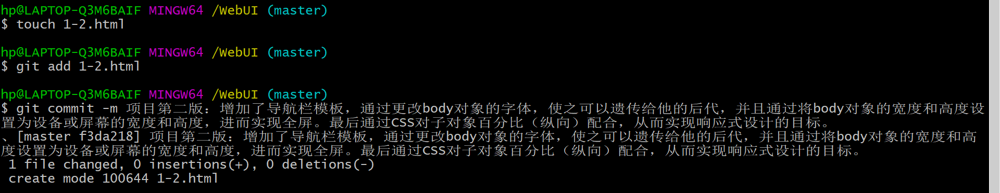 hp@LAPTOP-Q3M6BAIF MINGW64 /WebUI (master)
$ touch 1-2.html
hp@LAPTOP-Q3M6BAIF MINGW64 /WebUI (master)
$ git add 1-2.html
hp@LAPTOP-Q3M6BAIF MINGW64 /WebUI (master)
$ git commit -m 项目第二版：增加了导航栏模板，通过更改body对象的字体，使之可以遗传给他的后代，并且通过将body对象的宽度和高度设
置为设备或屏幕的宽度和高度，进而实现全屏。最后通过CSS对子对象百分比（纵向）配合，从而实现响应式设计的目标。
、[master f3da218] 项目第二版：增加了导航栏模板，通过更改body对象的字体，使之可以遗传给他的后代，并且通过将body对象的宽度和高
度设置为设备或屏幕的宽度和高度，进而实现全屏。最后通过CSS对子对象百分比（纵向）配合，从而实现响应式设计的目标。
1 file changed, 0 insertions(+), 0 deletions(-)
create mode 100644 1-2.html